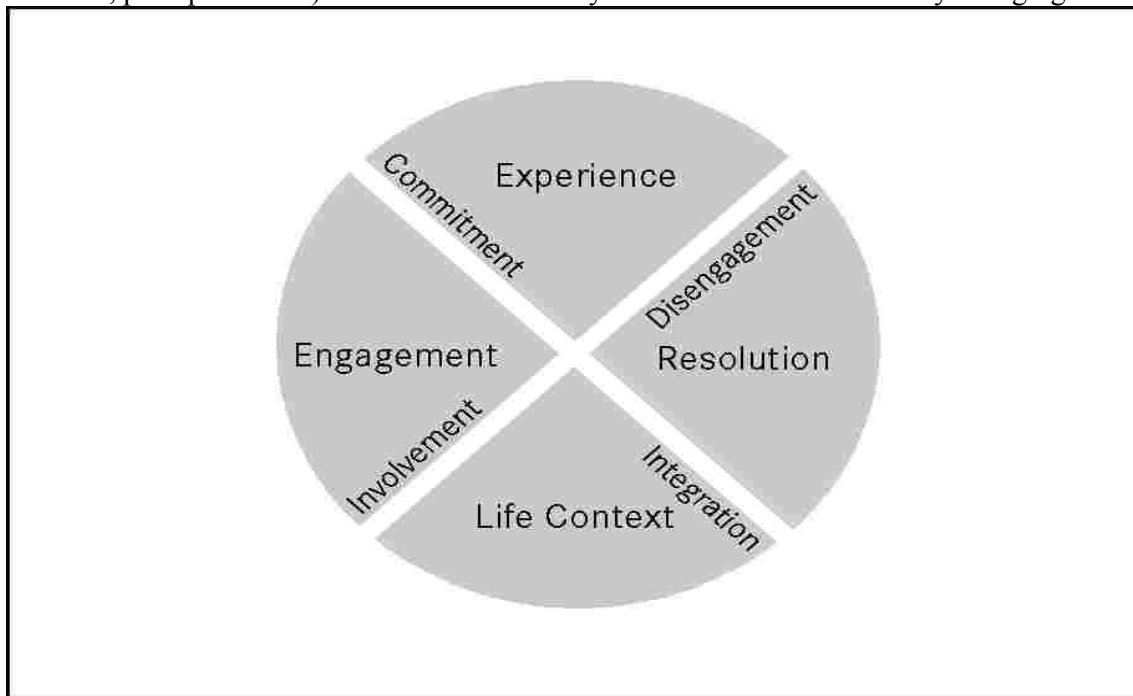 Experience
Commitment
Disengagement
Engagement
Resolution
Involvement
Life Context
Integration